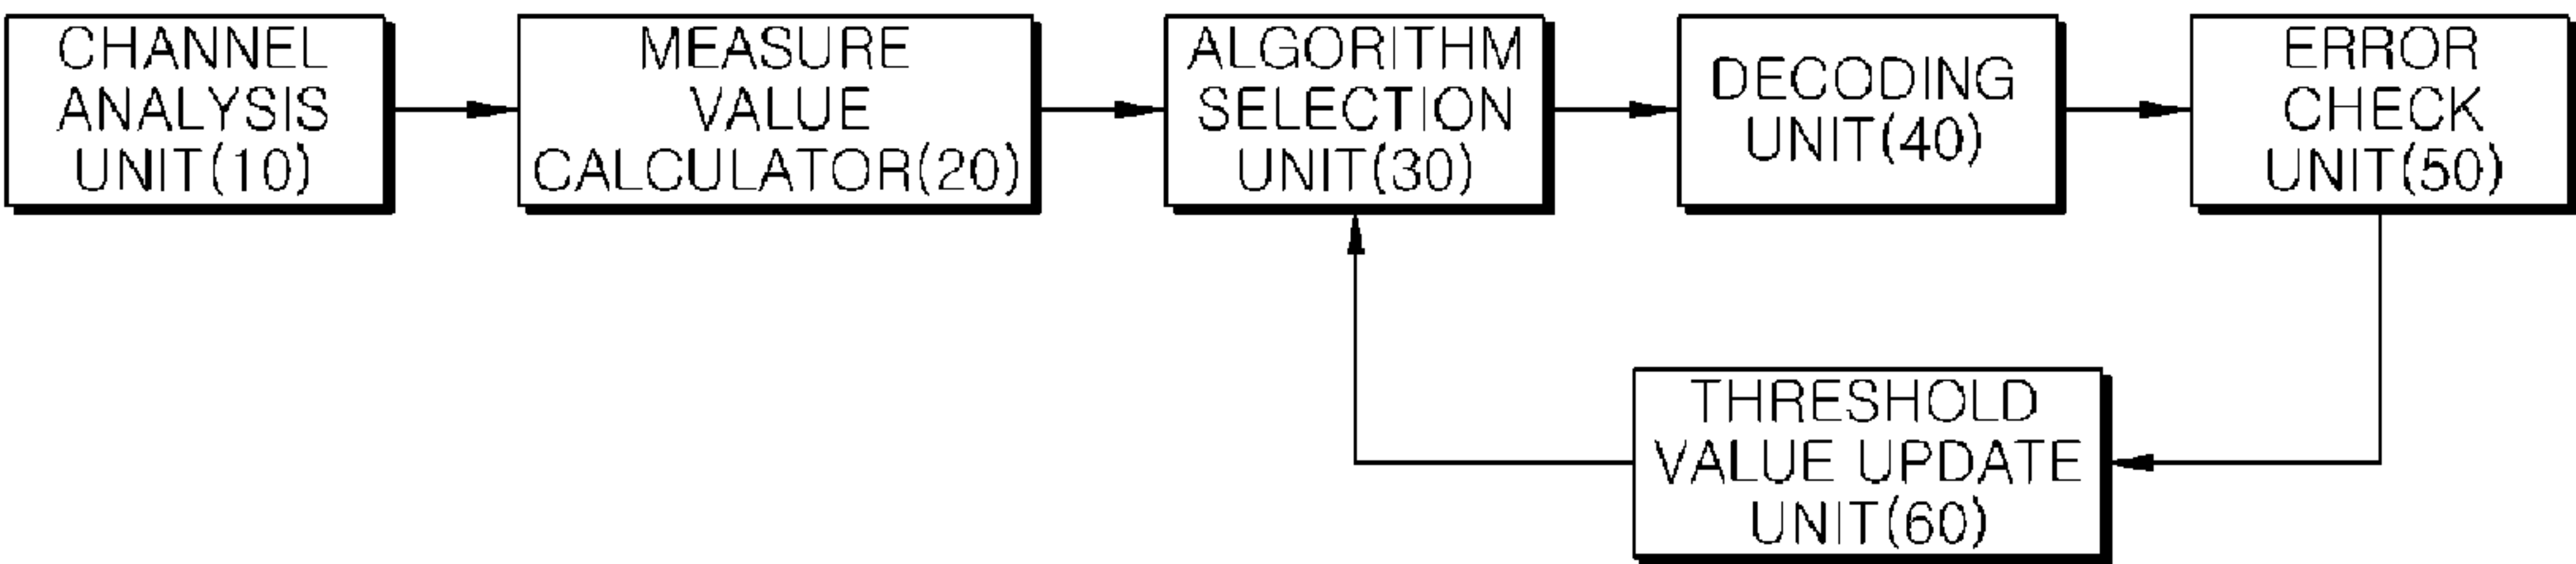 CHANNEL
ANALYSIS
UNIT(10)
MEASURE
VALUE
CALCULATOR(20)
ALGORITHM
SELECTION
UNIT(30)
DECODING
UNIT(40)
ERROR
CHECK
UNIT(50)
THRESHOLD
VALUE UPDATE
UNIT(60)